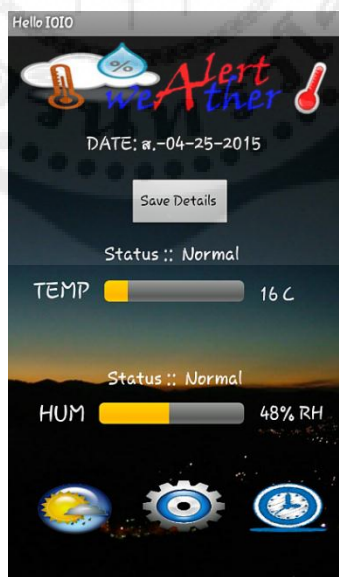 Hello IOIO
%
Alert
weAther
DATE: ส.-04-25-2015
Save Details
Status :: Normal
TEMP 16 C
Status :: Normal
HUM 48% RH